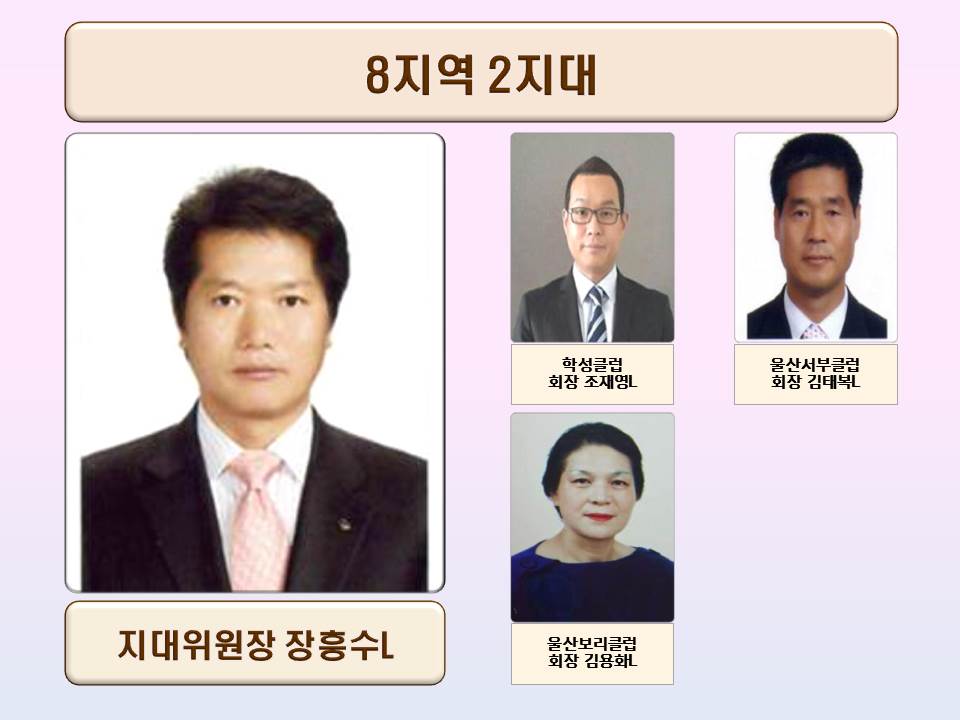 8지역 2지대
지대위원장 장흥수L
학성클럽
회장 조재영L
울산서부클럽
회장 김태복L
울산보리클럽
회장 김용화L